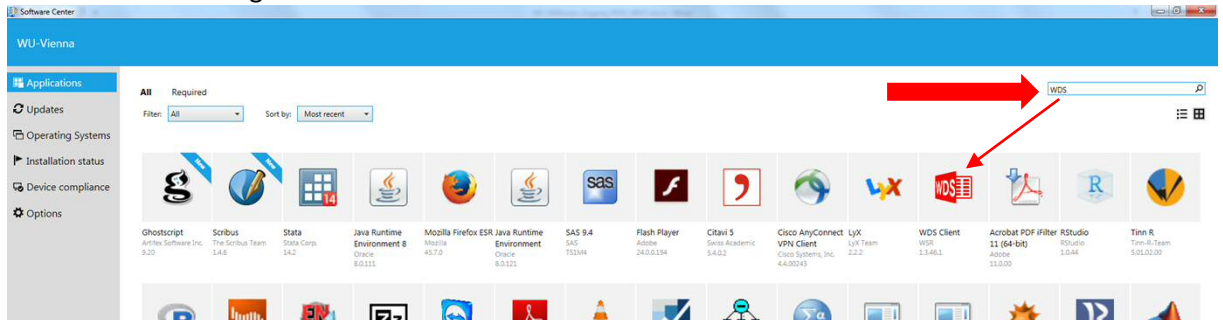 Software Center
WU-Vienna
Applications
Updates
Operating Systems
Installation status
Device compliance
Options
All Required
Filter: All Sort by: Most recent
WDS
New
New
14
sas
WDS
R
Ghostscript
Artifex Software Inc.
9.20
Scribus
The Scribus Team
1.4.6
Stata
Stata Corp.
14.2
Java Runtime
Environment 8
Oracle
8.0.111
Mozilla Firefox ESR
Mozilla
45.7.0
Java Runtime
Environment
Oracle
8.0.121
SAS 9.4
SAS
TS1M4
Flash Player
Adobe
24.0.0.194
Citavi 5
Swiss Academic
5.4.0.2
Cisco AnyConnect
VPN Client
Cisco Systems, Inc.
4.4.00243
LyX
LyX Team
2.2.2
WDS Client
WSR
1.3.46.1
Acrobat PDF iFilter
11 (64-bit)
Adobe
11.0.00
RStudio
RStudio
1.0.44
Tinn R
Tinn-R-Team
5.01.02.00